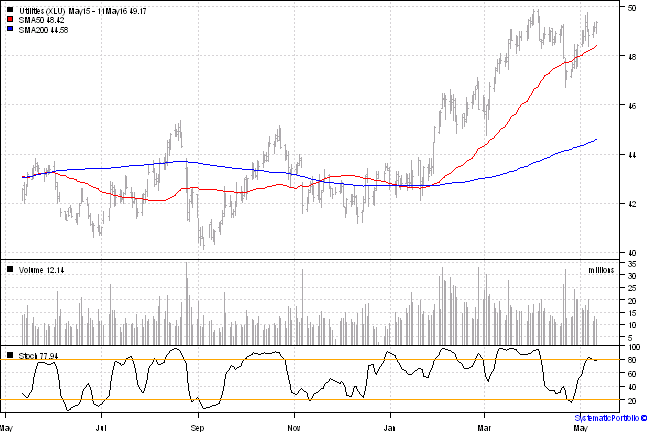 Utilities (XLU) May15 - 11May16 49.17
SMA50 48.42
SMA200 44.58
50
48
46
44
42
40
Volume 12.14
millions
35
30
25
20
15
10
5
Stoch 77.94
100
80
60
40
20
May
Jul
Sep
Nov
Jan
Mar
May
SystematicPortfolio ©